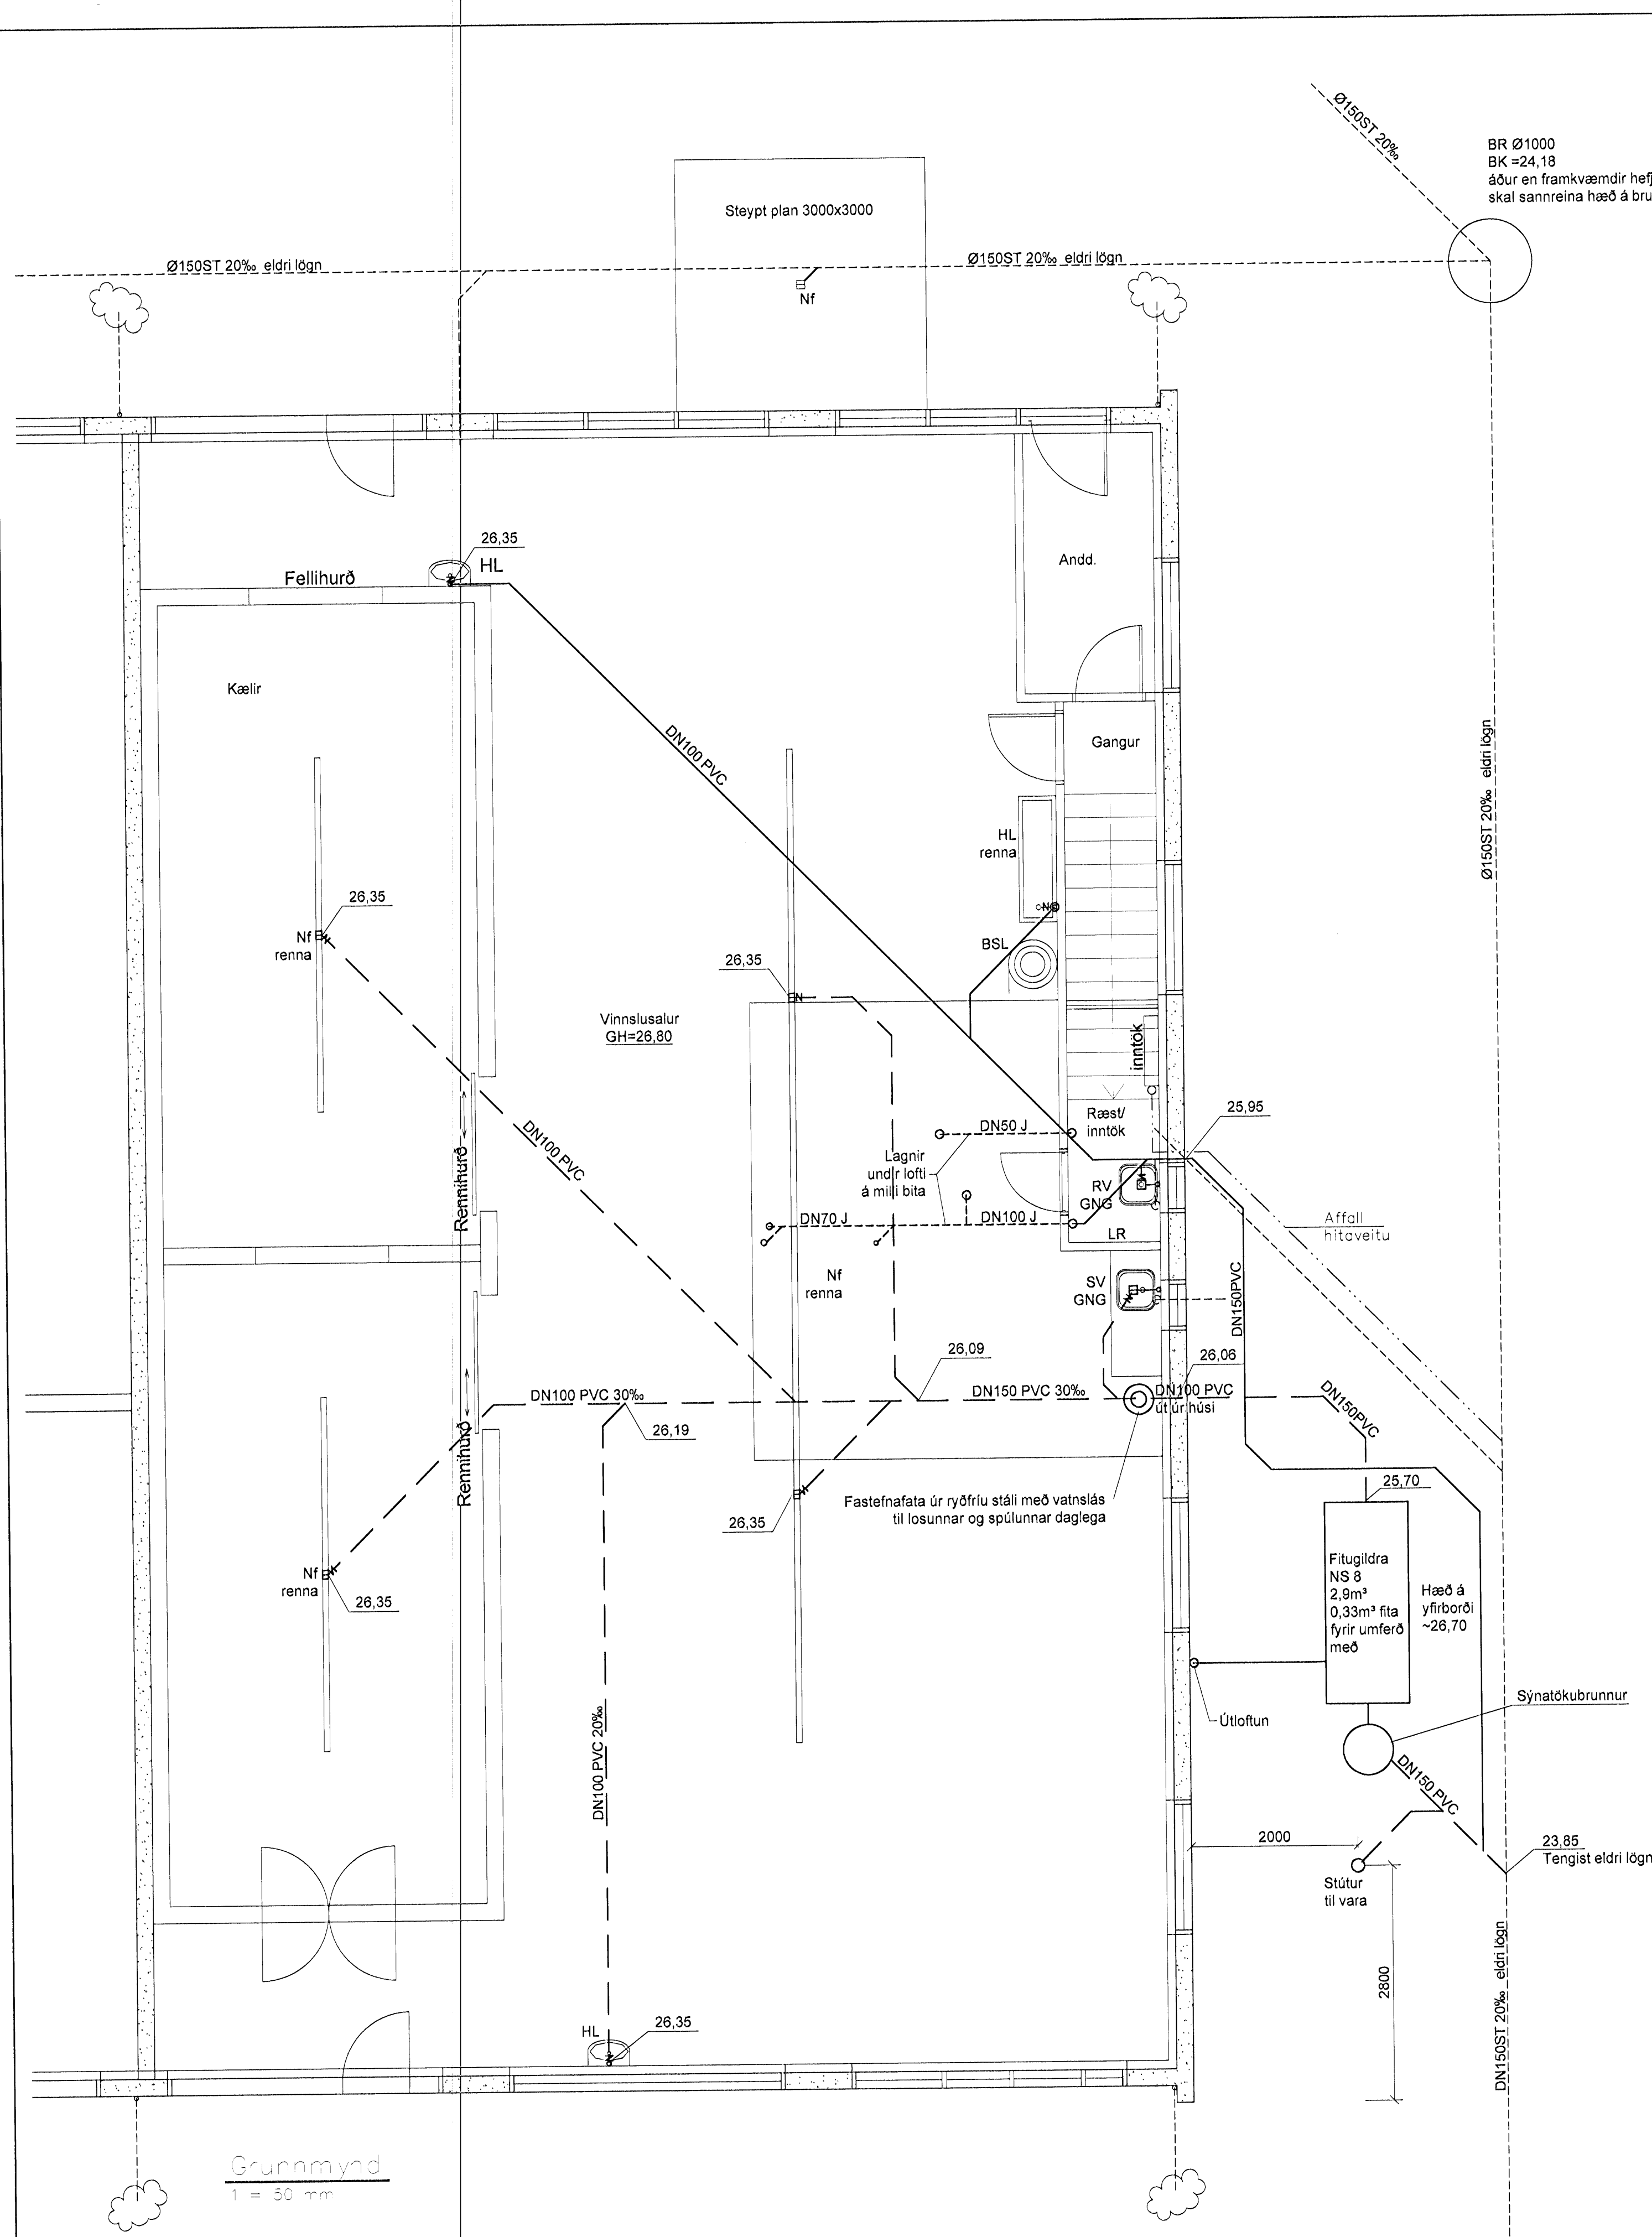 Ø150ST 20‰
BR Ø1000
BK =24,18
áður en framkvæmdir hefj
skal sannreina hæð á bru
Steypt plan 3000x3000
Ø150ST 20‰ eldri lögn
Ø150ST 20‰ eldri lögn
Nf
26,35
HL
Fellihurð
Andd.
Kælir
DN100 PVC
Gangur
Ø150ST 20‰ eldri lögn
HL
renna
26,35
Nf
renna
BSL
26,35
Vinnslusalur
GH=26,80
inntök
Ræst/
inntök
25,95
DN50 J
DN100 PVC
Rennihurð
Lagnir
undir lofti
á milli bita
RV
GNG
DN70 J
DN100 J
LR
Affall
hitaveitu
Nf
renna
SV
GNG
DN150PVC
26,09
26,06
DN100 PVC 30‰
DN150 PVC 30‰
DN100 PVC
út úr húsi
DN150PVC
26,19
Rennihurð
25,70
Fastefnafata úr ryðfríu stáli með vatnslás
til losunnar og spúlunnar daglega
26,35
Nf
renna
26,35
Fitugildra
NS 8
2,9m³
0,33m³ fita
fyrir umferð
með
Hæð á
yfirborði
~26,70
Sýnatökubrunnur
Útloftun
DN100 PVC 20‰
DN150 PVC
2000
23,85
Tengist eldri lögn
Stútur
til vara
DN150ST 20‰ eldri lögn
2800
HL
26,35
Grunnmynd
1 = 50 mm